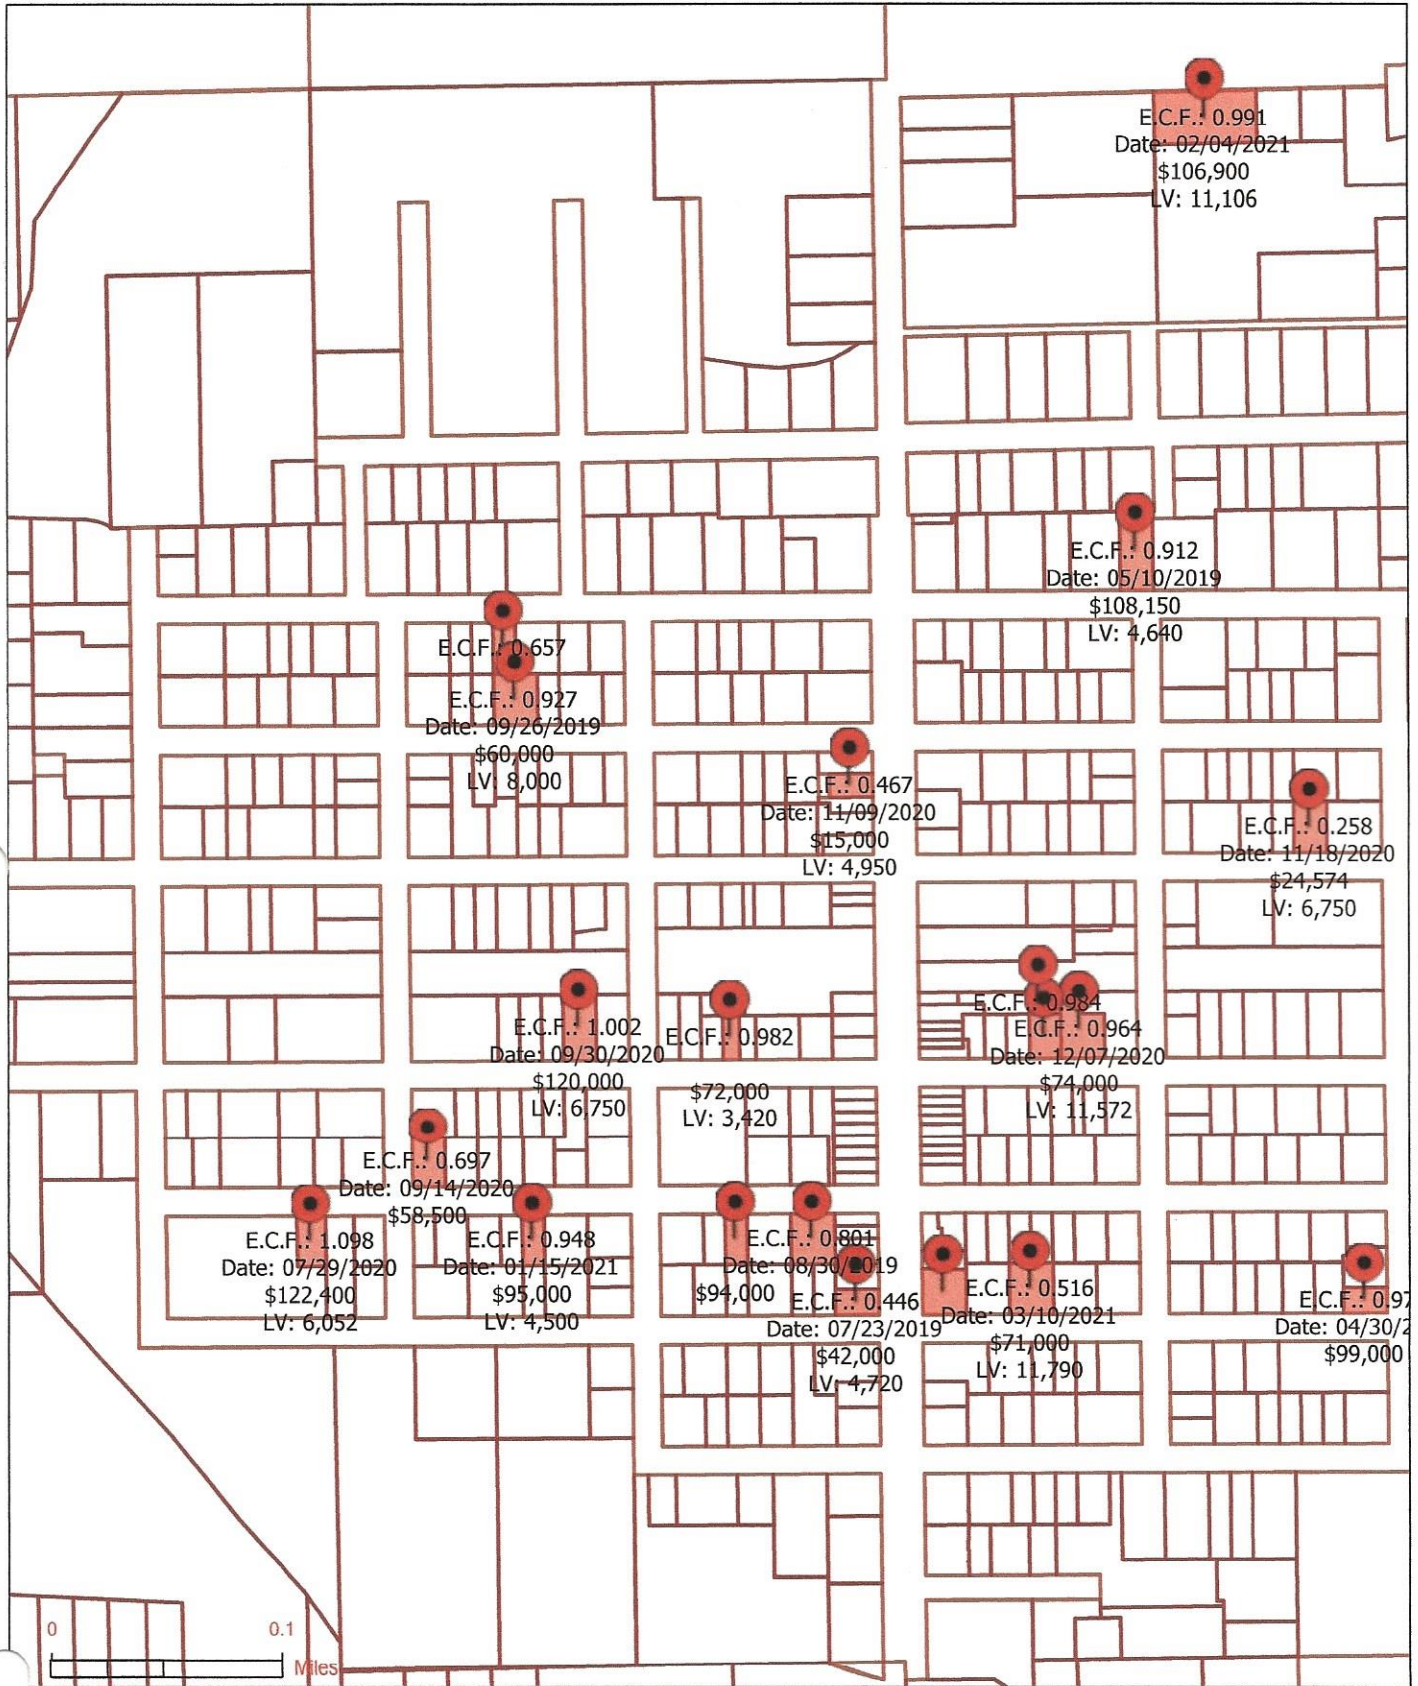 E.C.F.: 0.991
Date: 02/04/2021
$106,900
LV: 11,106
E.C.F.: 0.912
Date: 05/10/2019
$108,150
LV: 4,640
E.C.F.: 0.657
E.C.F.: 0.927
Date: 09/26/2019
$60,000
LV: 8,000
E.C.F.: 0.467
Date: 11/09/2020
$15,000
LV: 4,950
E.C.F.: 0.258
Date: 11/18/2020
$24,574
LV: 6,750
E.C.F.: 1.002
Date: 09/30/2020
$120,000
LV: 6,750
E.C.F.: 0.982
$72,000
LV: 3,420
E.C.F.: 0.984
E.C.F.: 0.964
Date: 12/07/2020
$74,000
LV: 11,572
E.C.F.: 0.697
Date: 09/14/2020
$58,500
E.C.F.: 1.098
Date: 07/29/2020
$122,400
LV: 6,052
E.C.F.: 0.948
Date: 01/15/2021
$95,000
LV: 4,500
E.C.F.: 0.801
Date: 08/30/2019
$94,000
E.C.F.: 0.446
Date: 07/23/2019
$42,000
LV: 4,720
E.C.F.: 0.516
Date: 03/10/2021
$71,000
LV: 11,790
E.C.F.: 0.97
Date: 04/30/2
$99,000
0 0.1
Miles